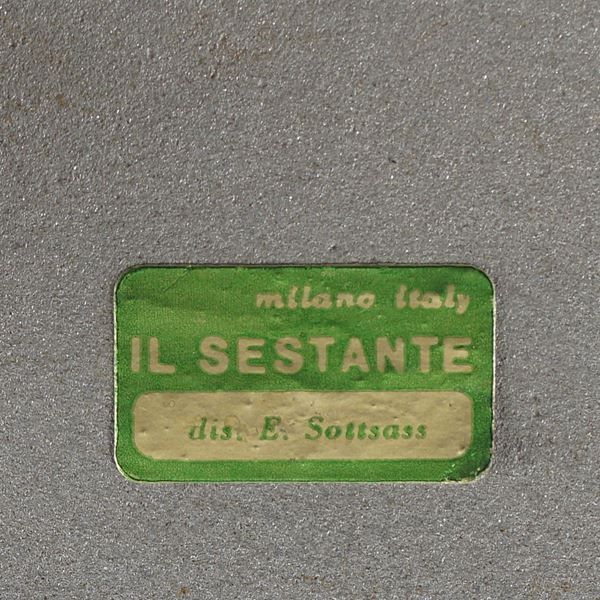 milano italy
IL SESTANTE
dis. E. Sottsass